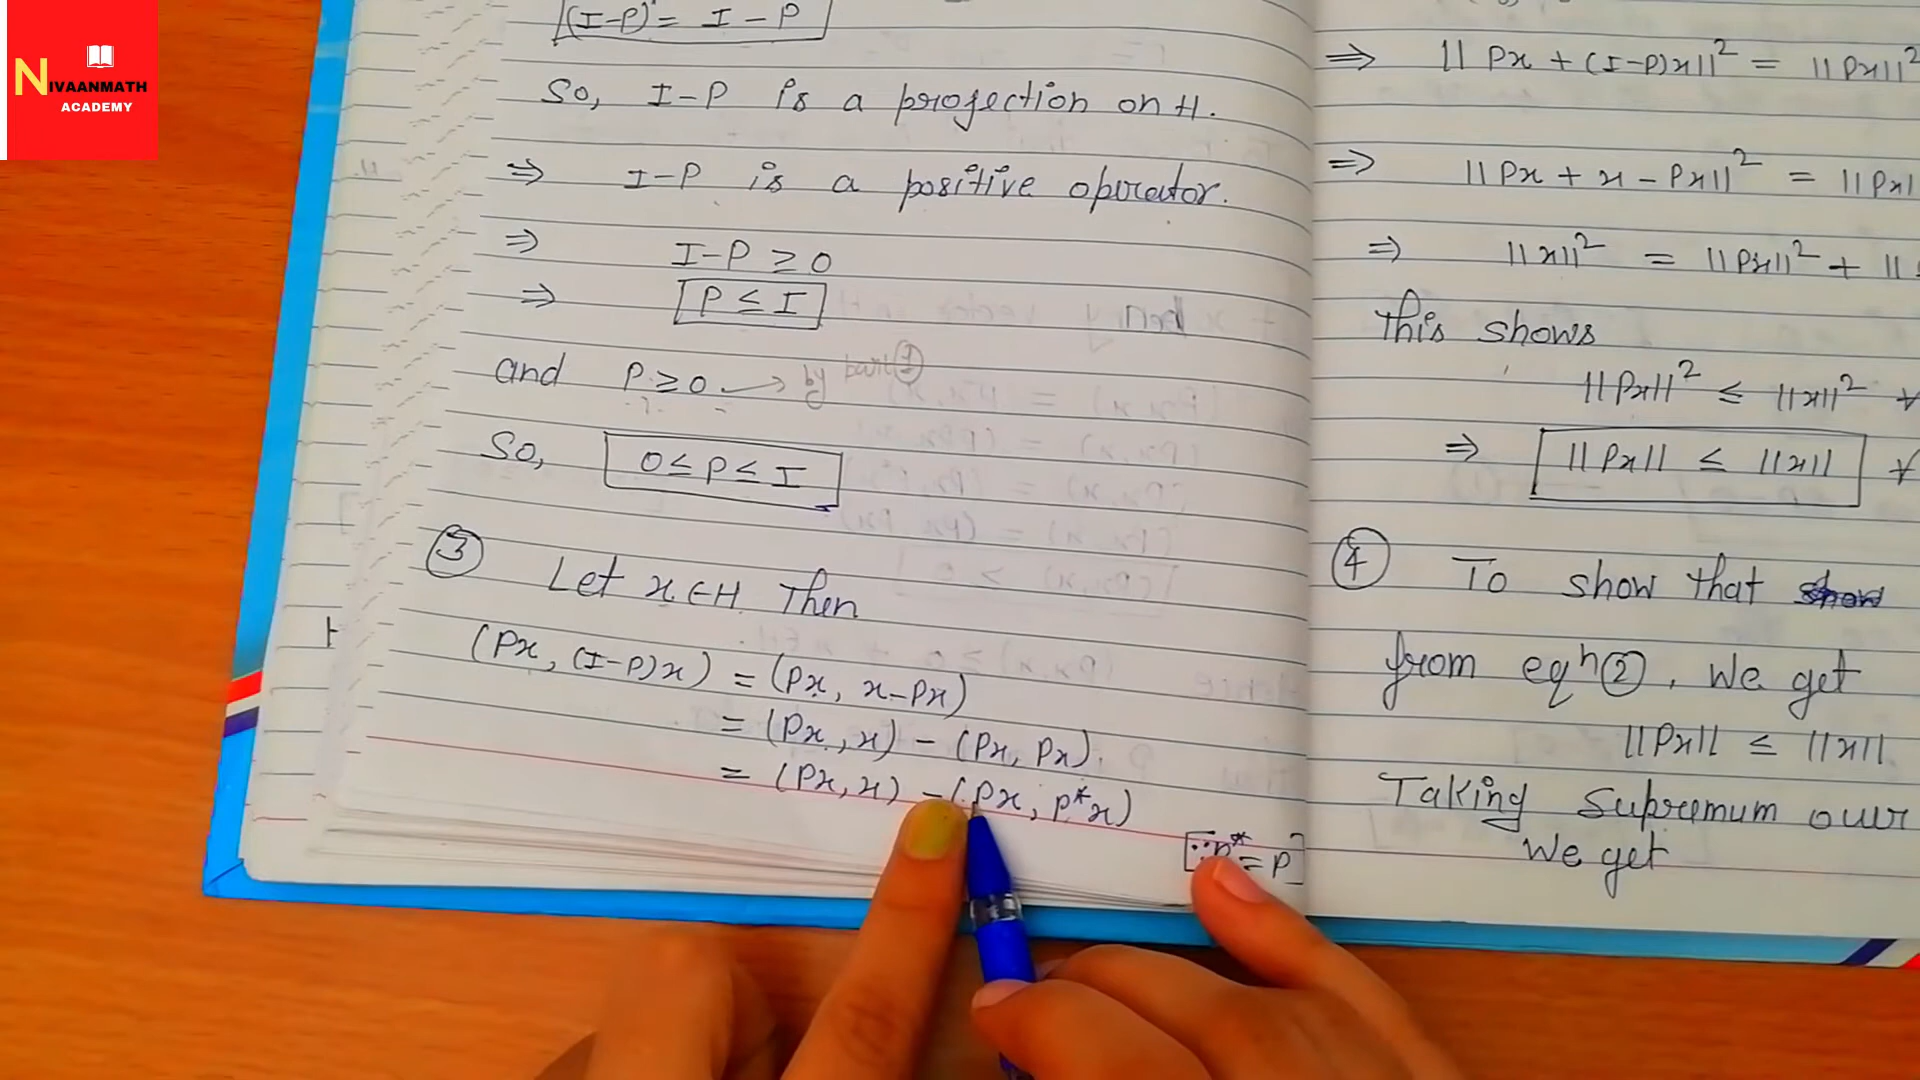 NIVAANMATH
ACADEMY
(I-P)* = I - P
So, I-P is a projection on H.
⇒ I-P is a positive operator.
⇒ I-P ≥ 0
⇒ P ≤ I
and P ≥ 0 → by part ①
So, 0 ≤ P ≤ I
③ Let x ∈ H Then
(Px, (I-P)x) = (Px, x-Px)
= (Px, x) - (Px, Px).
= (Px, x) - (Px, P*x)
[∵ P* = P]
⇒ ||Px + (I-P)x||² = ||Px||²
⇒ ||Px + x - Px||² = ||Px|
⇒ ||x||² = ||Px||² + ||
This shows
||Px||² ≤ ||x||² ∀
⇒ ||Px|| ≤ ||x|| ∀
④ To show that
from eqⁿ ②, We get
||Px|| ≤ ||x||
Taking Supremum over
We get